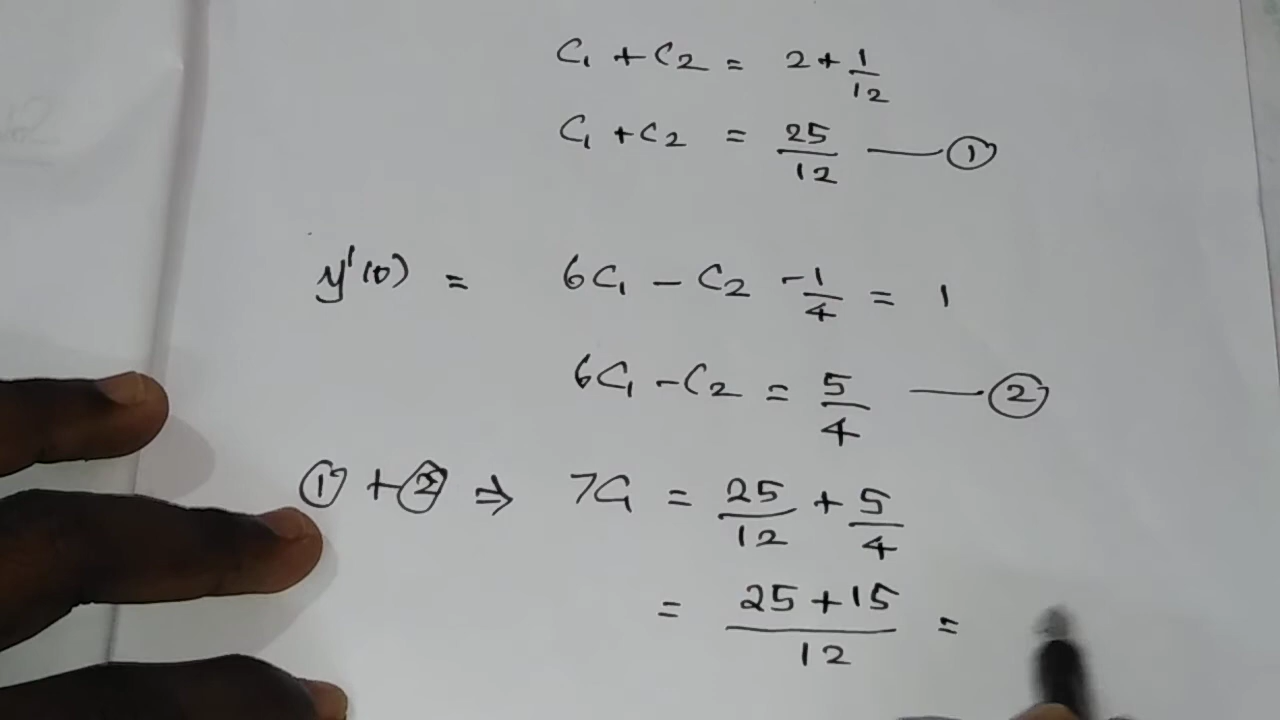 C₁ + C₂ = 2 + 1/12
C₁ + C₂ = 25/12 —— ①
y'(0) = 6C₁ - C₂ - 1/4 = 1
6C₁ - C₂ = 5/4 —— ②
① + ② ⇒ 7C₁ = 25/12 + 5/4
= (25 + 15)/12 =